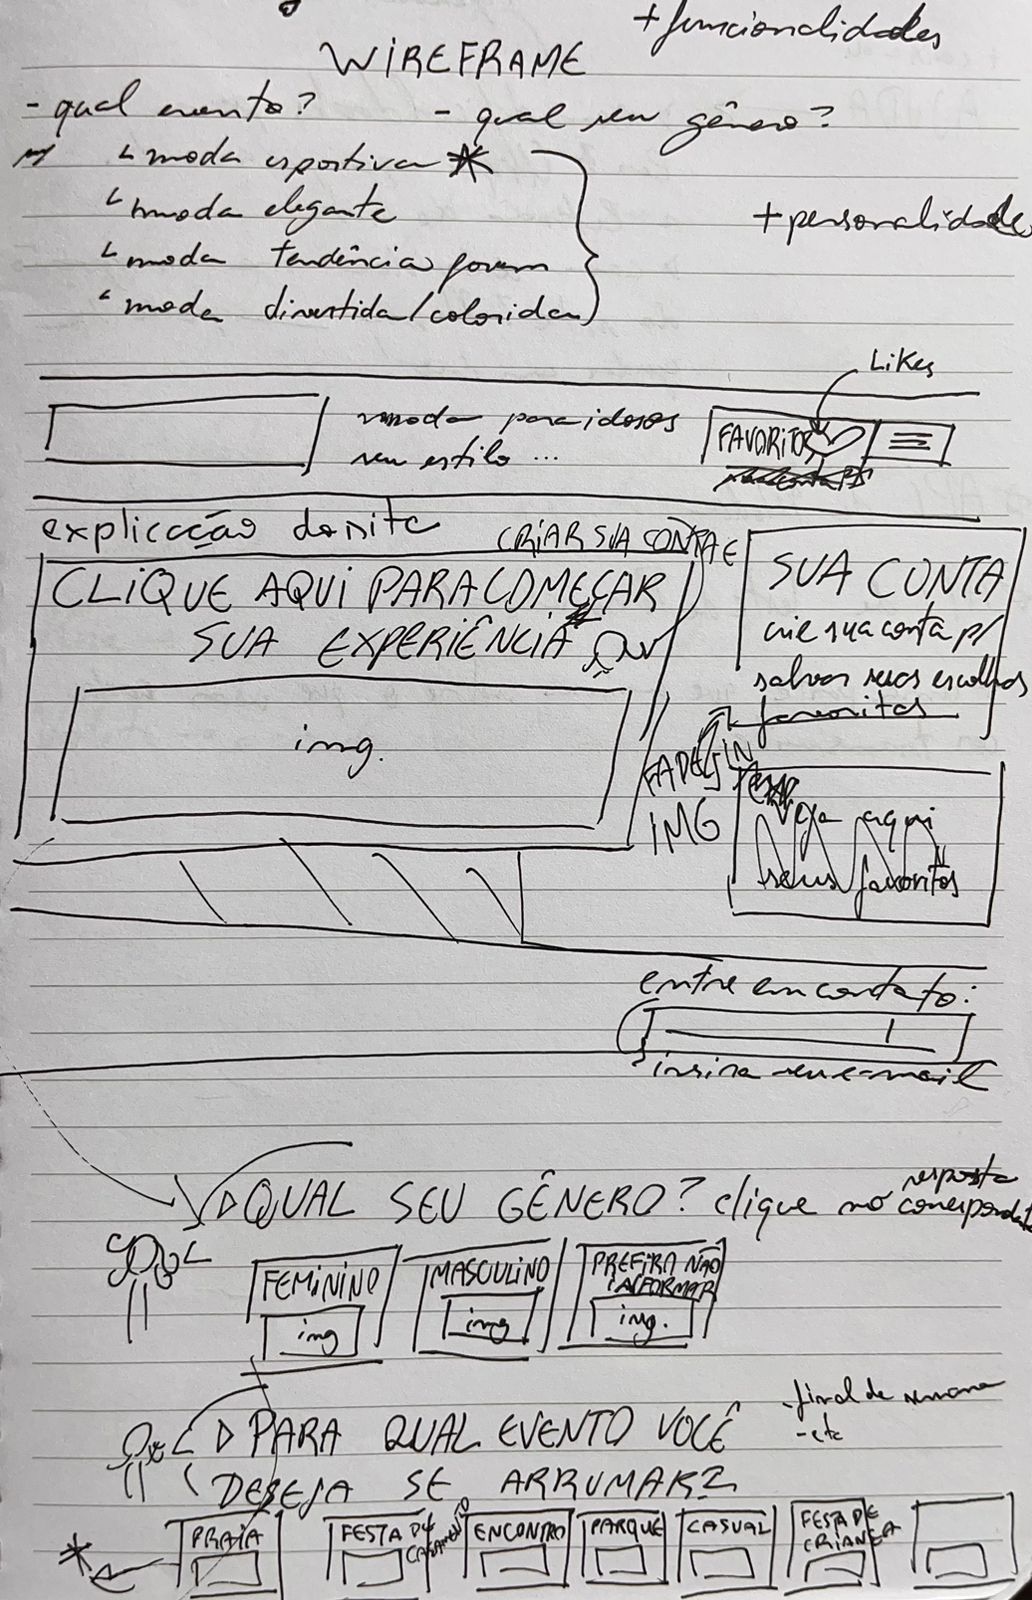 + funcionalidades
WIREFRAME
- qual evento?
- qual seu gênero?
↳ moda esportiva *
↳ moda elegante
↳ moda tendência jovem
↳ moda divertida/colorida
+ personalidade
Likes
moda para idosos
seu estilo ...
FAVORITOS
explicação do site
CRIAR SUA CONTA E
CLIQUE AQUI PARA COMEÇAR
SUA EXPERIÊNCIA
img.
SUA CONTA
crie sua conta p/
salvar suas escolhas
favoritas
FADE IN
IMG
Veja aqui
seus favoritos
entre em contato:
insira seu e-mail
QUAL SEU GÊNERO? clique no
resposta
correspondente
FEMININO
img
MASCULINO
img
PREFIRA NÃO
INFORMAR
img.
PARA QUAL EVENTO VOCÊ
DESEJA SE ARRUMAR?
- final de semana
- etc
PRAIA
FESTA DE
CASAMENTO
ENCONTRO
PARQUE
CASUAL
FESTA DE
CRIANÇA
*